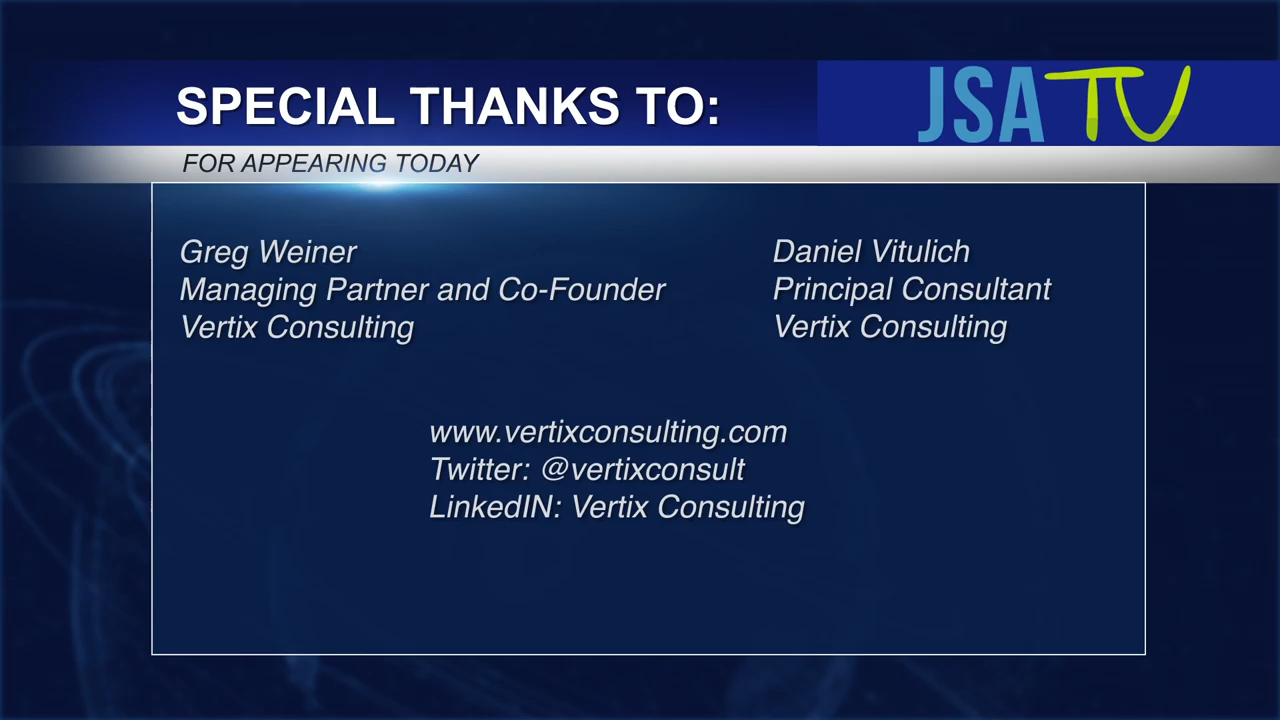 SPECIAL THANKS TO:
JSA TV
FOR APPEARING TODAY
Greg Weiner
Managing Partner and Co-Founder
Vertix Consulting
Daniel Vitulich
Principal Consultant
Vertix Consulting
www.vertixconsulting.com
Twitter: @vertixconsult
LinkedIN: Vertix Consulting